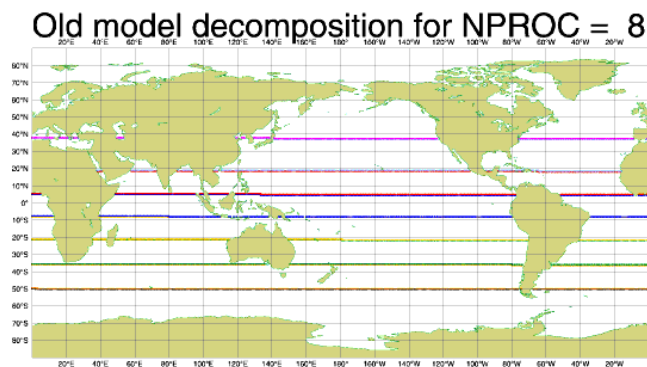 Old model decomposition for NPROC = 8
20°E 40°E 60°E 80°E 100°E 120°E 140°E 160°E 180° 160°W 140°W 120°W 100°W 80°W 60°W 40°W 20°W
80°N
70°N
60°N
50°N
40°N
30°N
20°N
10°N
0°
10°S
20°S
30°S
40°S
50°S
60°S
70°S
80°S
20°E 40°E 60°E 80°E 100°E 120°E 140°E 160°E 180° 160°W 140°W 120°W 100°W 80°W 60°W 40°W 20°W